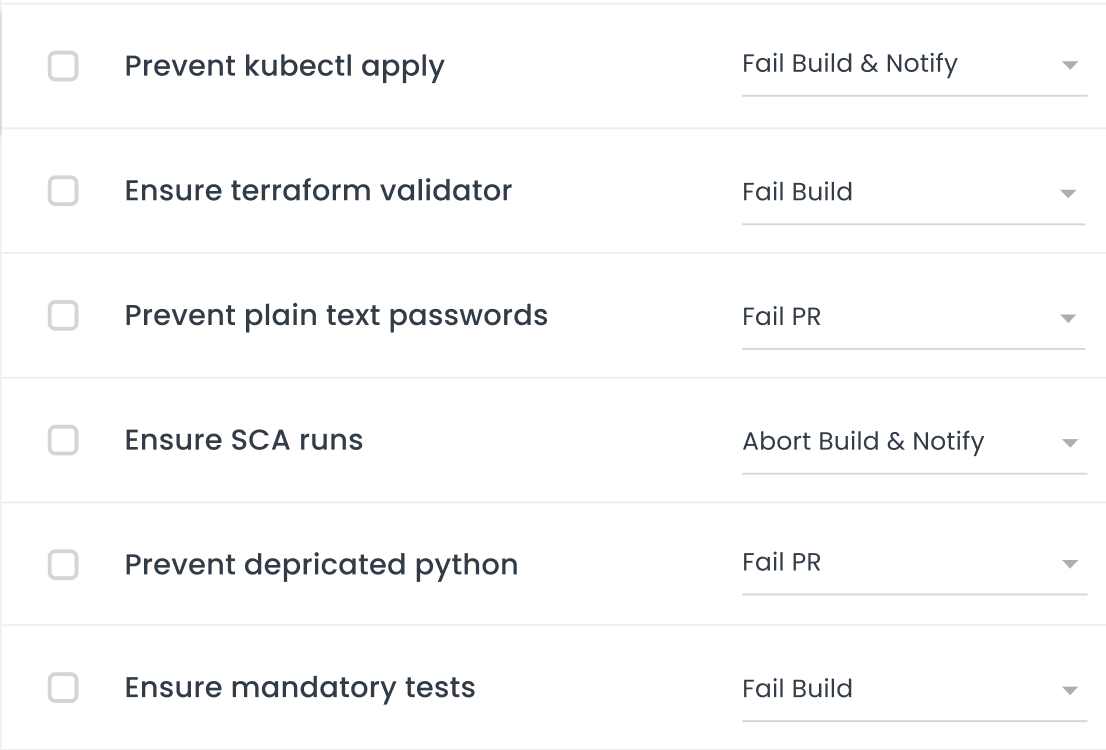 Prevent kubectl apply
Fail Build & Notify
Ensure terraform validator
Fail Build
Prevent plain text passwords
Fail PR
Ensure SCA runs
Abort Build & Notify
Prevent depricated python
Fail PR
Ensure mandatory tests
Fail Build